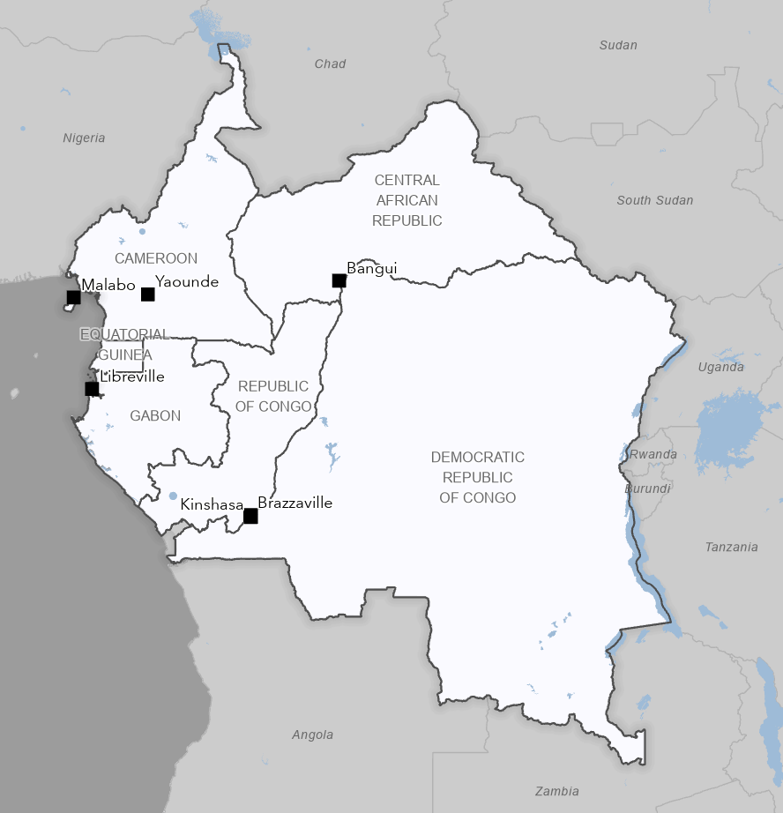 Sudan
Chad
Nigeria
CENTRAL
AFRICAN
REPUBLIC
South Sudan
CAMEROON
Bangui
Malabo
Yaounde
EQUATORIAL
GUINEA
Libreville
Uganda
REPUBLIC
OF CONGO
GABON
DEMOCRATIC
REPUBLIC
OF CONGO
Rwanda
Burundi
Kinshasa
Brazzaville
Tanzania
Angola
Zambia